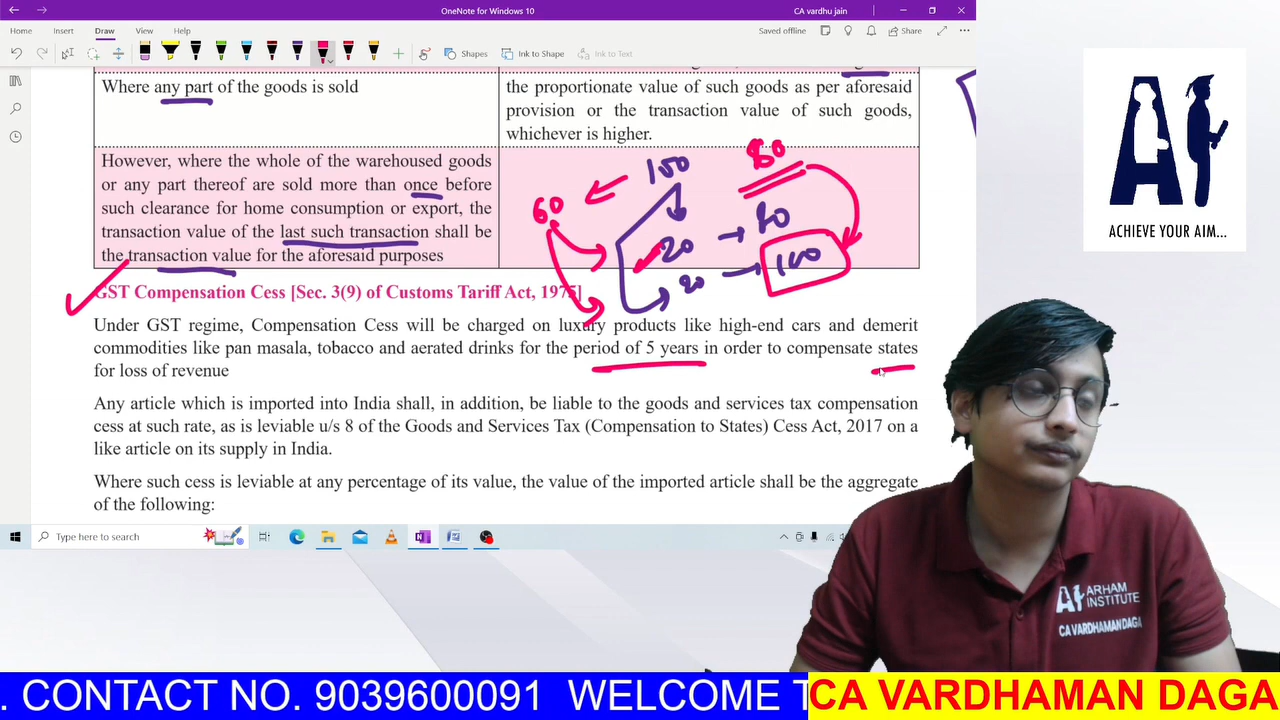 OneNote for Windows 10
CA vardhu jain
Home Insert Draw View Help
Saved offline
Share
Shapes
Ink to Shape
Ink to Text
Where any part of the goods is sold
the proportionate value of such goods as per aforesaid
provision or the transaction value of such goods,
whichever is higher.
However, where the whole of the warehoused goods
or any part thereof are sold more than once before
such clearance for home consumption or export, the
transaction value of the last such transaction shall be
the transaction value for the aforesaid purposes
100
80
60
20
80
20
100
GST Compensation Cess [Sec. 3(9) of Customs Tariff Act, 1975]
Under GST regime, Compensation Cess will be charged on luxury products like high-end cars and demerit
commodities like pan masala, tobacco and aerated drinks for the period of 5 years in order to compensate states
for loss of revenue
Any article which is imported into India shall, in addition, be liable to the goods and services tax compensation
cess at such rate, as is leviable u/s 8 of the Goods and Services Tax (Compensation to States) Cess Act, 2017 on a
like article on its supply in India.
Where such cess is leviable at any percentage of its value, the value of the imported article shall be the aggregate
of the following:
Type here to search
ACHIEVE YOUR AIM...
ARHAM
INSTITUTE
CA VARDHAMAN DAGA
. CONTACT NO. 9039600091 WELCOME T
CA VARDHAMAN DAGA